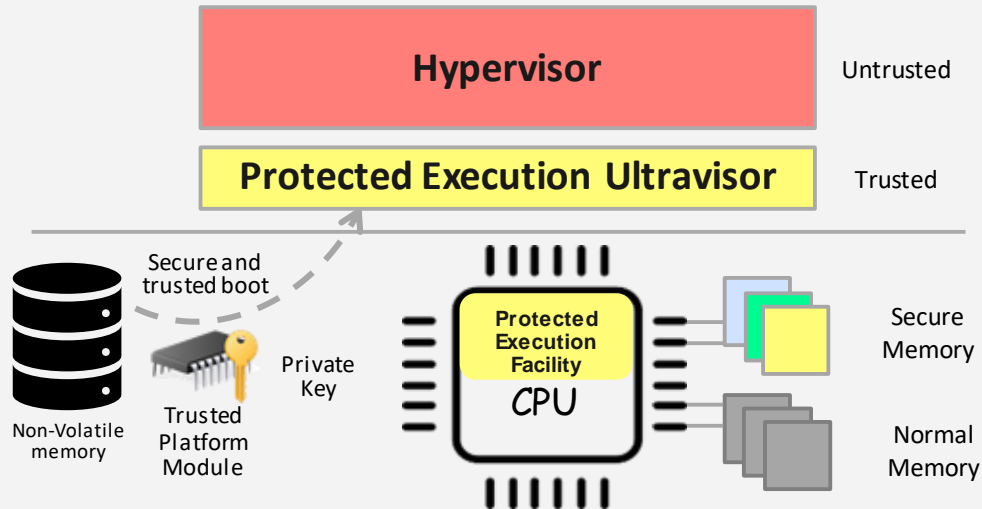 Hypervisor
Untrusted
Protected Execution Ultravisor
Trusted
Secure and
trusted boot
Protected
Execution
Facility
CPU
Secure
Memory
Private
Key
Non-Volatile
memory
Trusted
Platform
Module
Normal
Memory